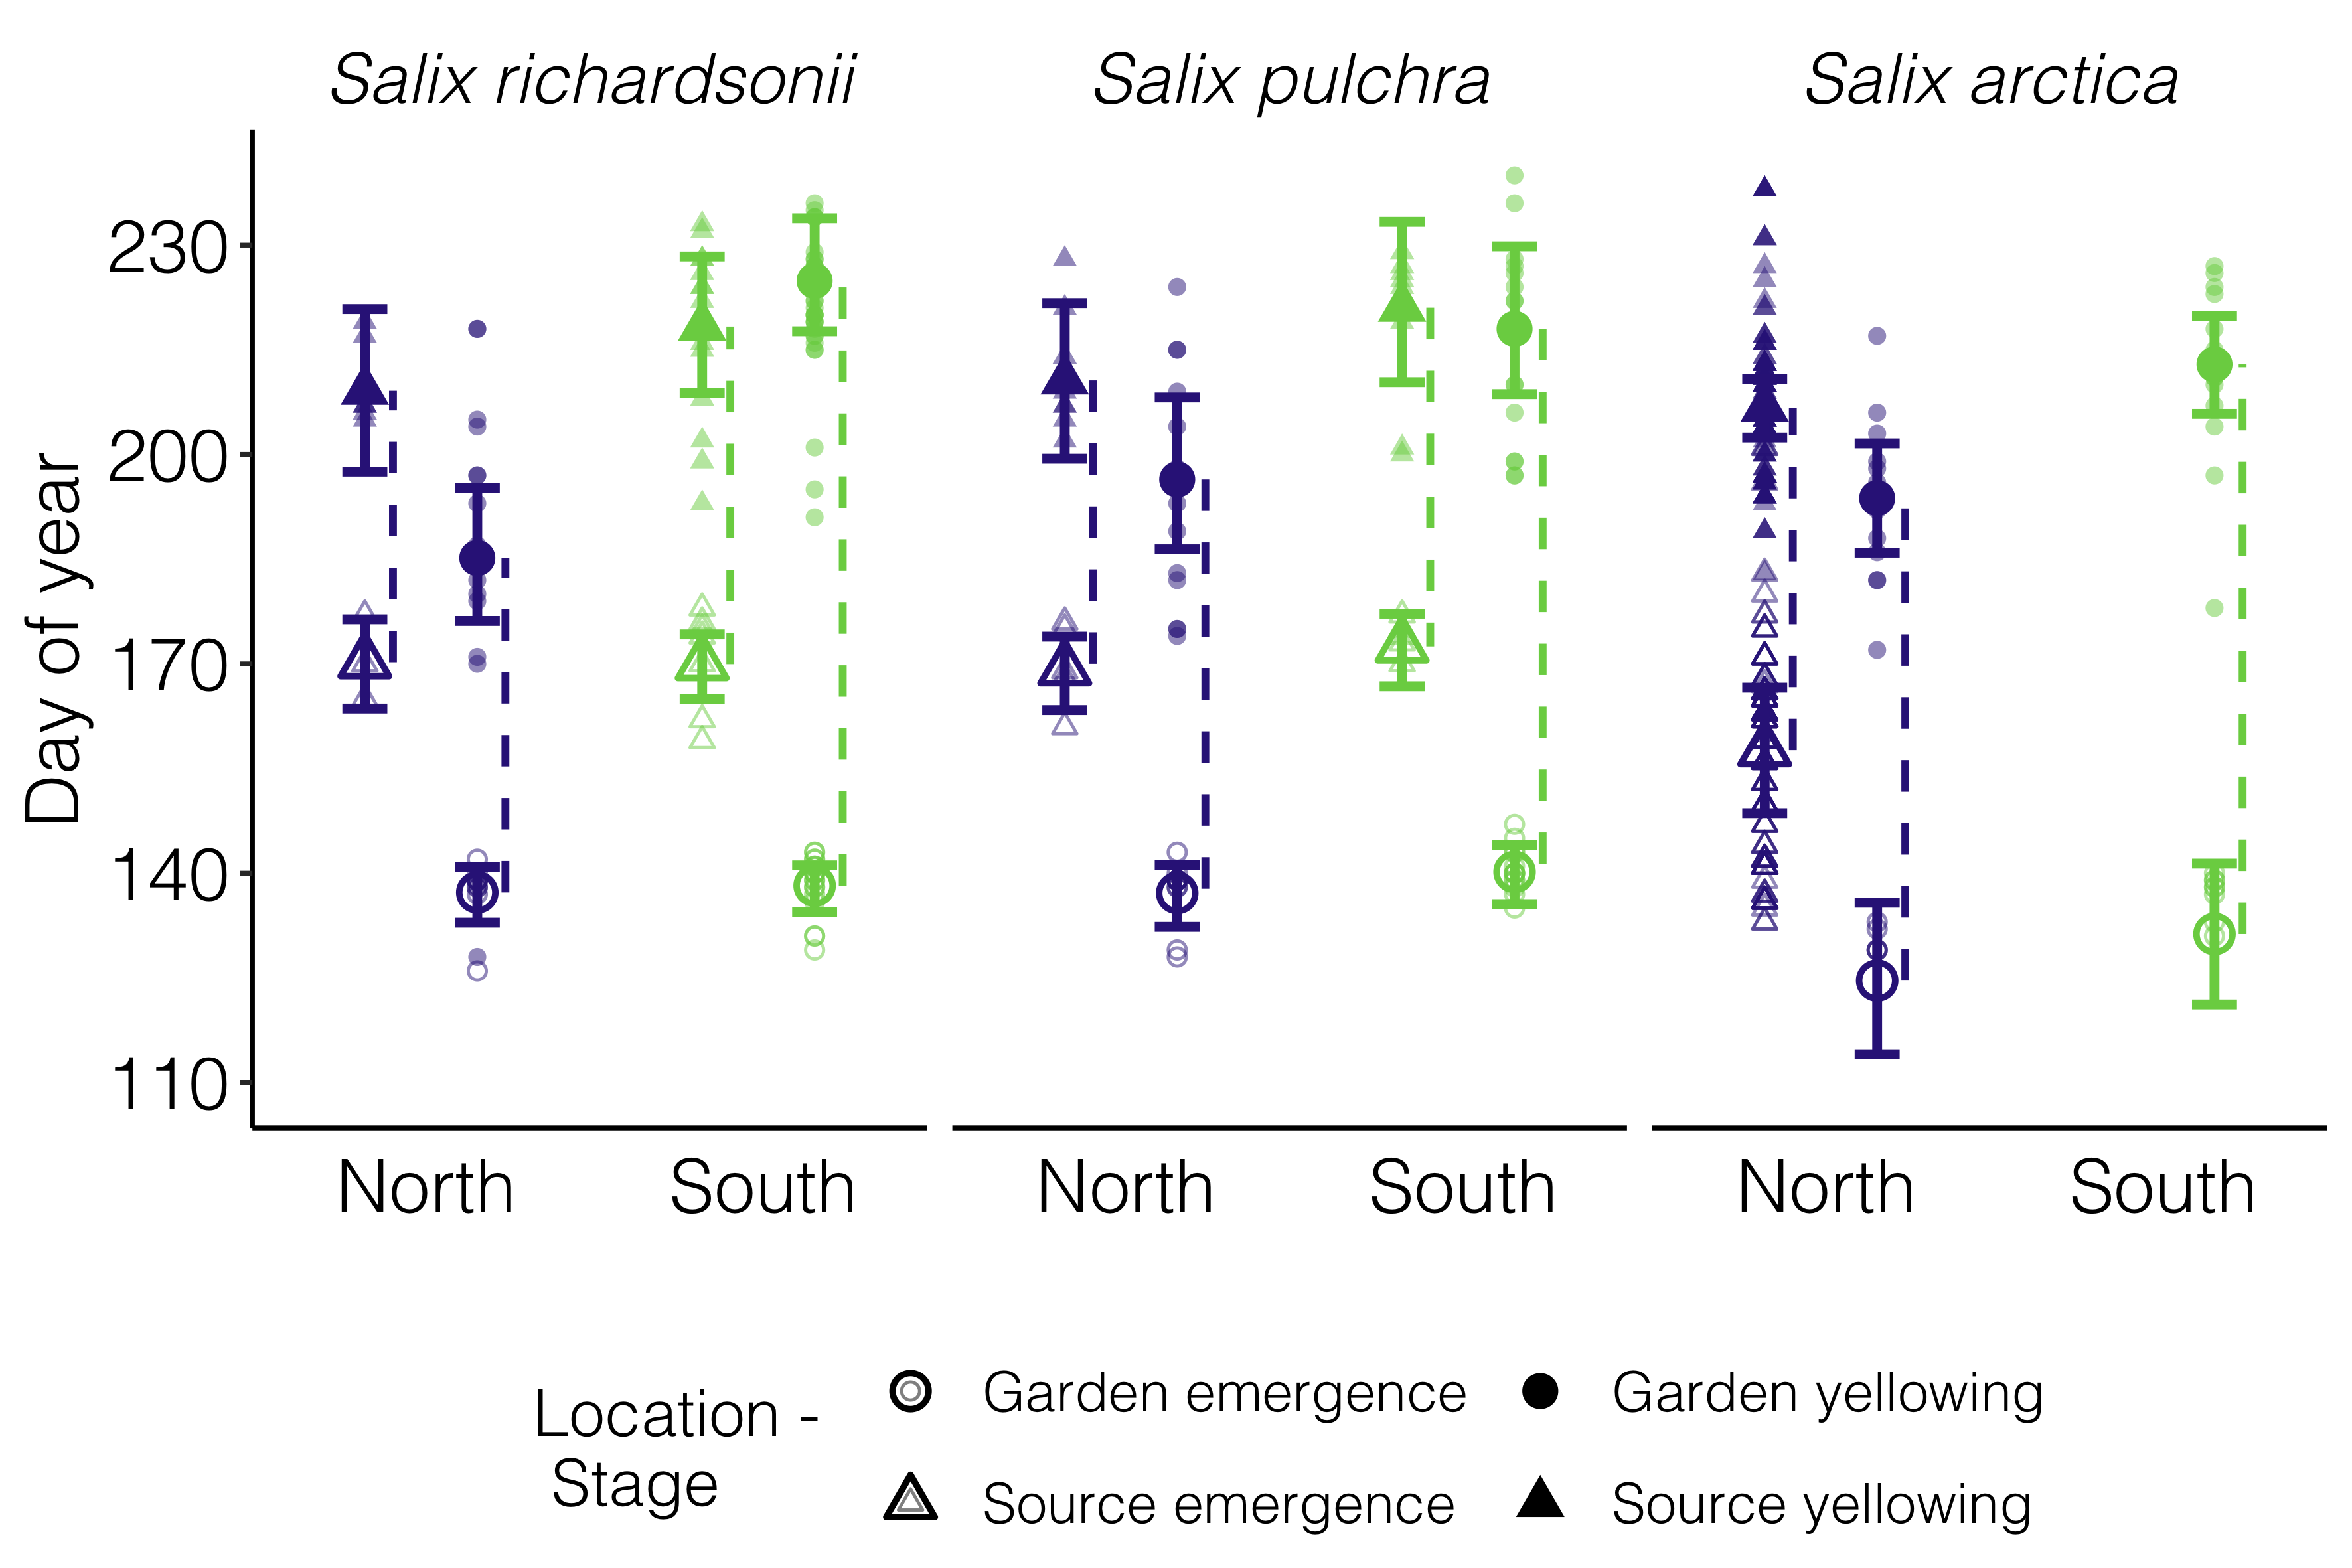 Salix richardsonii Salix pulchra Salix arctica
Day of year
230
200
170
140
110
North South North South North South
Location -
Stage
Garden emergence Garden yellowing
Source emergence Source yellowing